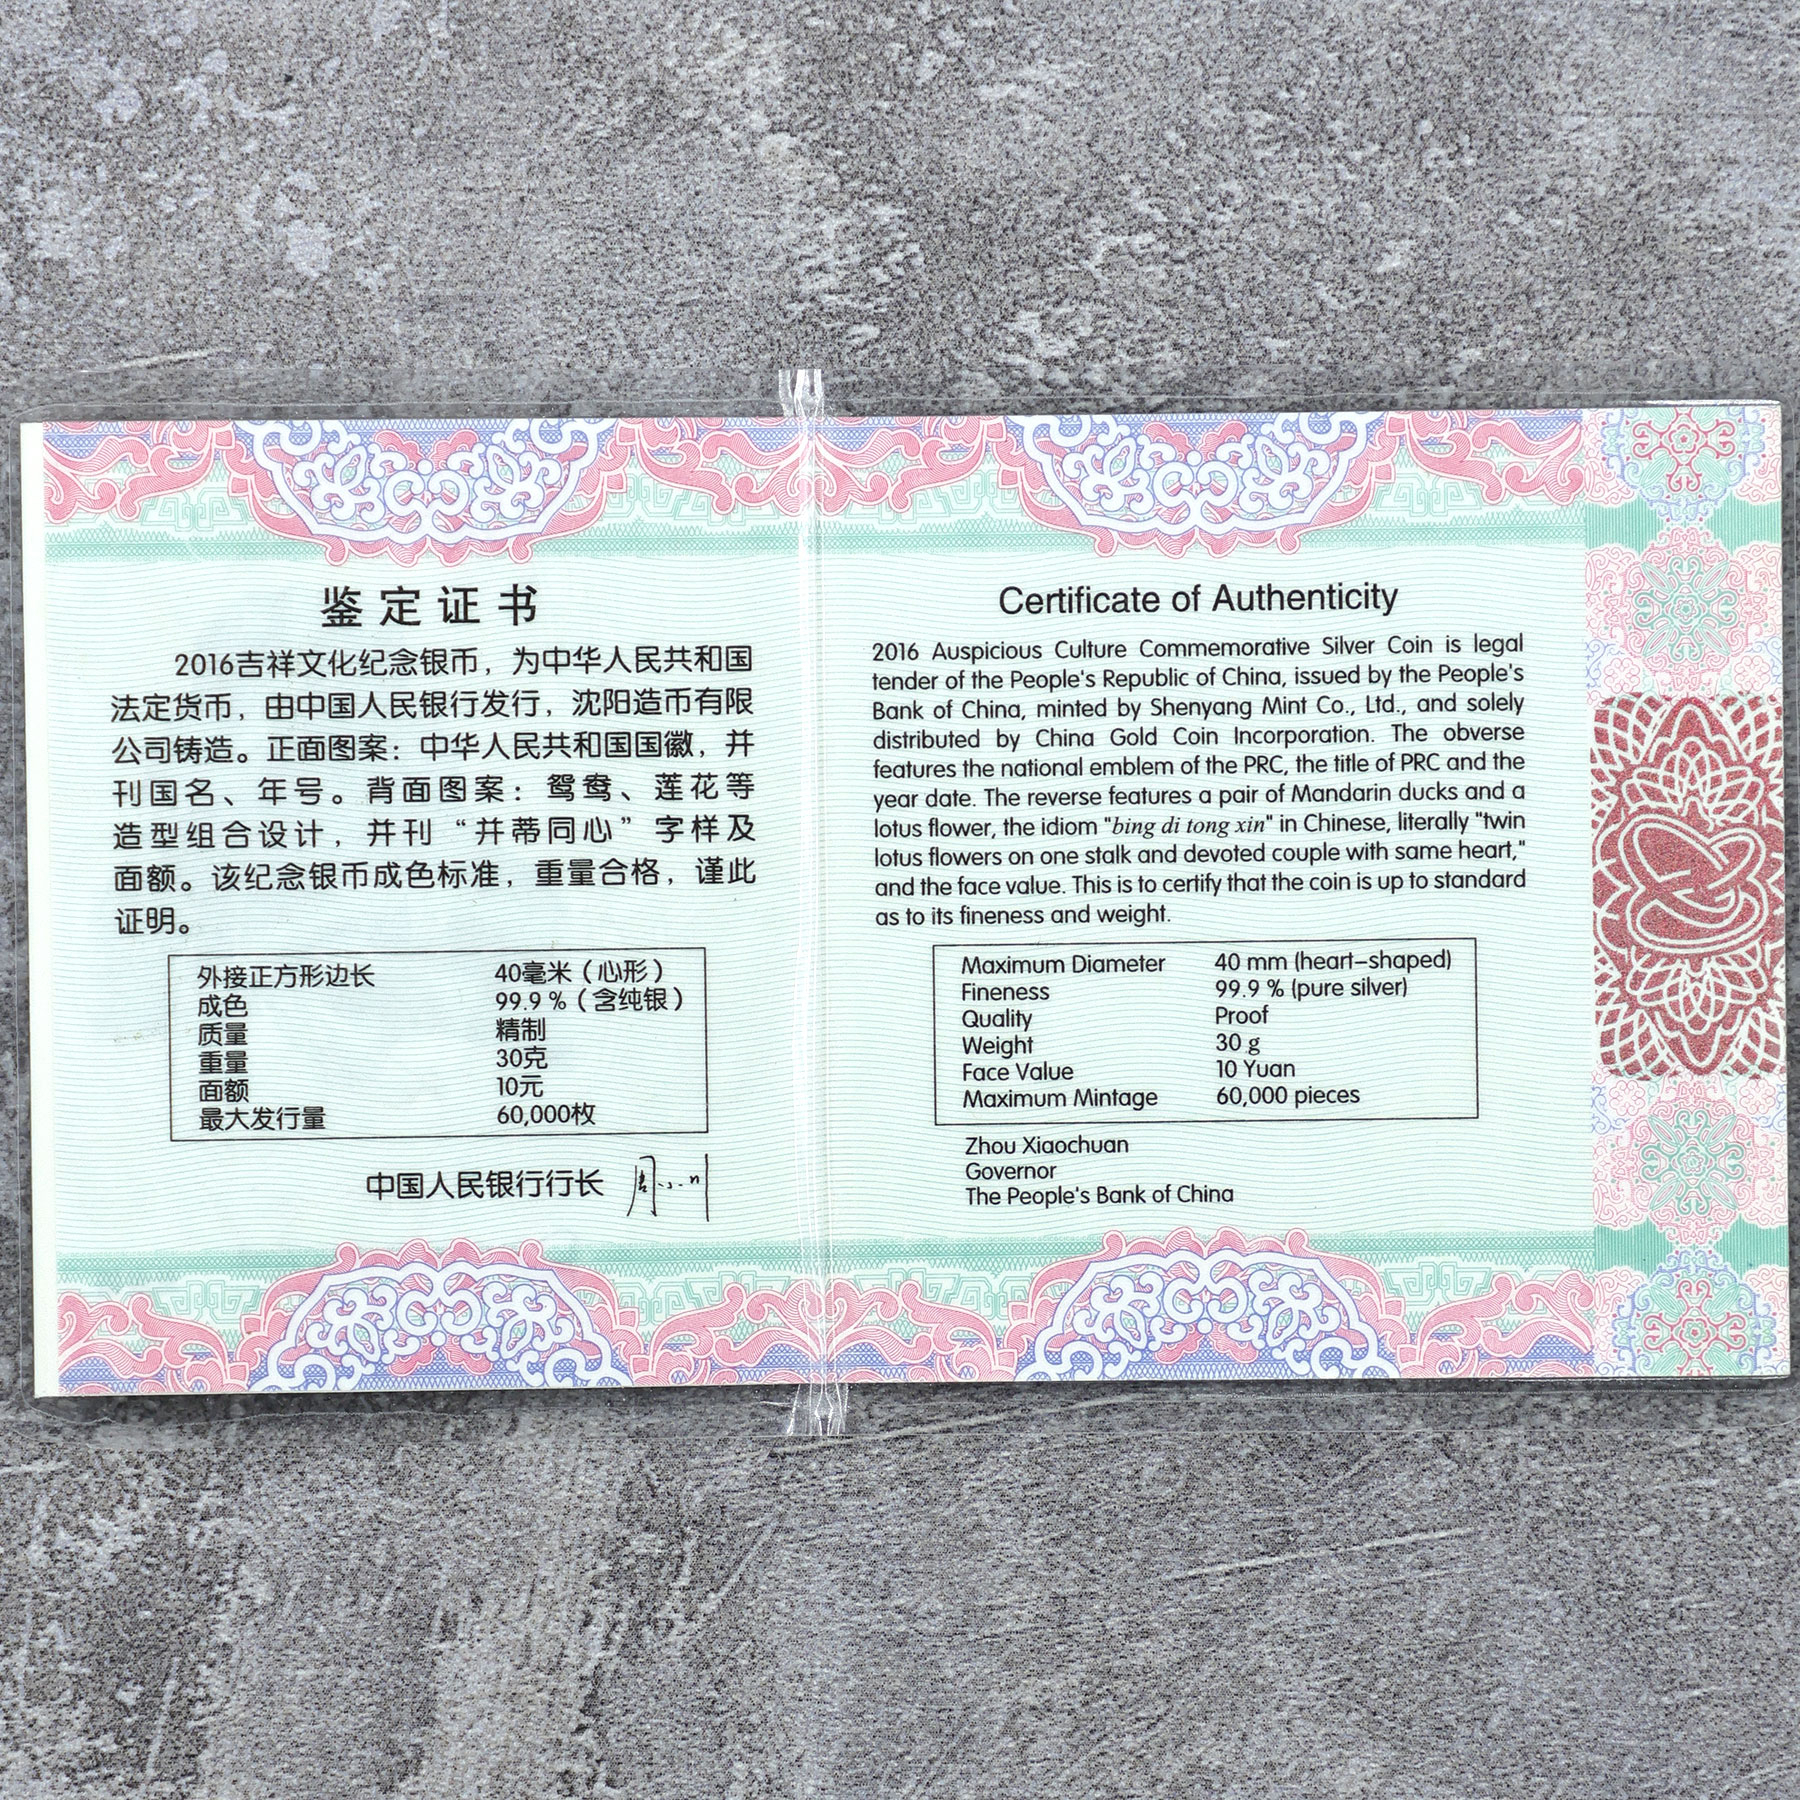 鉴定证书
2016吉祥文化纪念银币，为中华人民共和国
法定货币，由中国人民银行发行，沈阳造币有限
公司铸造。正面图案：中华人民共和国国徽，并
刊国名、年号。背面图案：鸳鸯、莲花等
造型组合设计，并刊“并蒂同心”字样及
面额。该纪念银币成色标准，重量合格，谨此
证明。
外接正方形边长 40毫米（心形）
成色 99.9 %（含纯银）
质量 精制
重量 30克
面额 10元
最大发行量 60,000枚
中国人民银行行长 周小川
Certificate of Authenticity
2016 Auspicious Culture Commemorative Silver Coin is legal
tender of the People's Republic of China, issued by the People's
Bank of China, minted by Shenyang Mint Co., Ltd., and solely
distributed by China Gold Coin Incorporation. The obverse
features the national emblem of the PRC, the title of PRC and the
year date. The reverse features a pair of Mandarin ducks and a
lotus flower, the idiom "bing di tong xin" in Chinese, literally "twin
lotus flowers on one stalk and devoted couple with same heart,"
and the face value. This is to certify that the coin is up to standard
as to its fineness and weight.
Maximum Diameter 40 mm (heart-shaped)
Fineness 99.9 % (pure silver)
Quality Proof
Weight 30 g
Face Value 10 Yuan
Maximum Mintage 60,000 pieces
Zhou Xiaochuan
Governor
The People's Bank of China